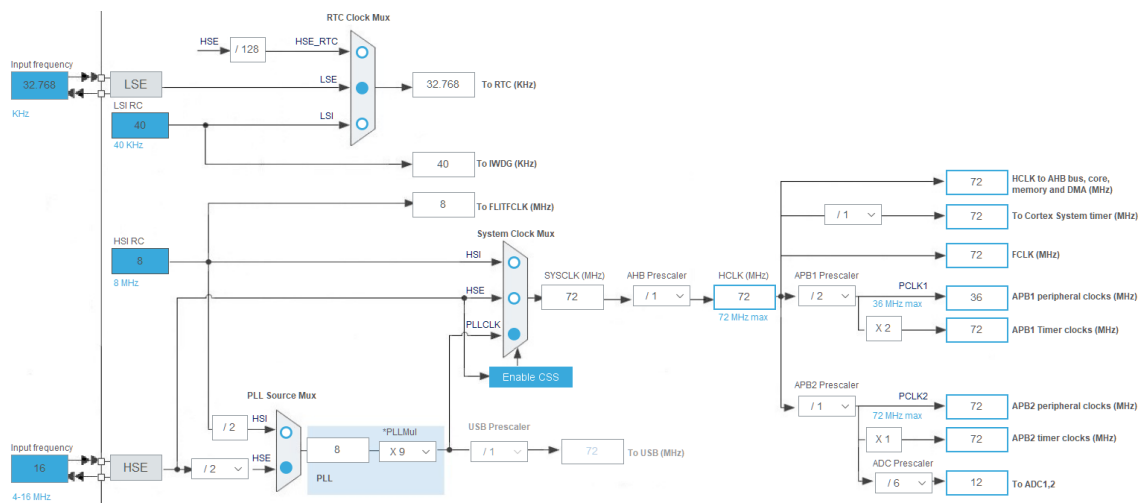 RTC Clock Mux
HSE
/ 128
HSE_RTC
Input frequency
32.768
KHz
LSE
LSE
32.768
To RTC (KHz)
LSI RC
40
40 KHz
LSI
40
To IWDG (KHz)
8
To FLITFCLK (MHz)
HSI RC
8
8 MHz
System Clock Mux
HSI
HSE
PLLCLK
Enable CSS
SYSCLK (MHz)
72
AHB Prescaler
/ 1
HCLK (MHz)
72
72 MHz max
72
HCLK to AHB bus, core,
memory and DMA (MHz)
/ 1
72
To Cortex System timer (MHz)
72
FCLK (MHz)
APB1 Prescaler
/ 2
PCLK1
36 MHz max
36
APB1 peripheral clocks (MHz)
X 2
72
APB1 Timer clocks (MHz)
APB2 Prescaler
/ 1
PCLK2
72 MHz max
72
APB2 peripheral clocks (MHz)
X 1
72
APB2 timer clocks (MHz)
ADC Prescaler
/ 6
12
To ADC1,2
PLL Source Mux
/ 2
HSI
Input frequency
16
4-16 MHz
HSE
/ 2
HSE
8
*PLLMul
X 9
PLL
USB Prescaler
/ 1
72
To USB (MHz)